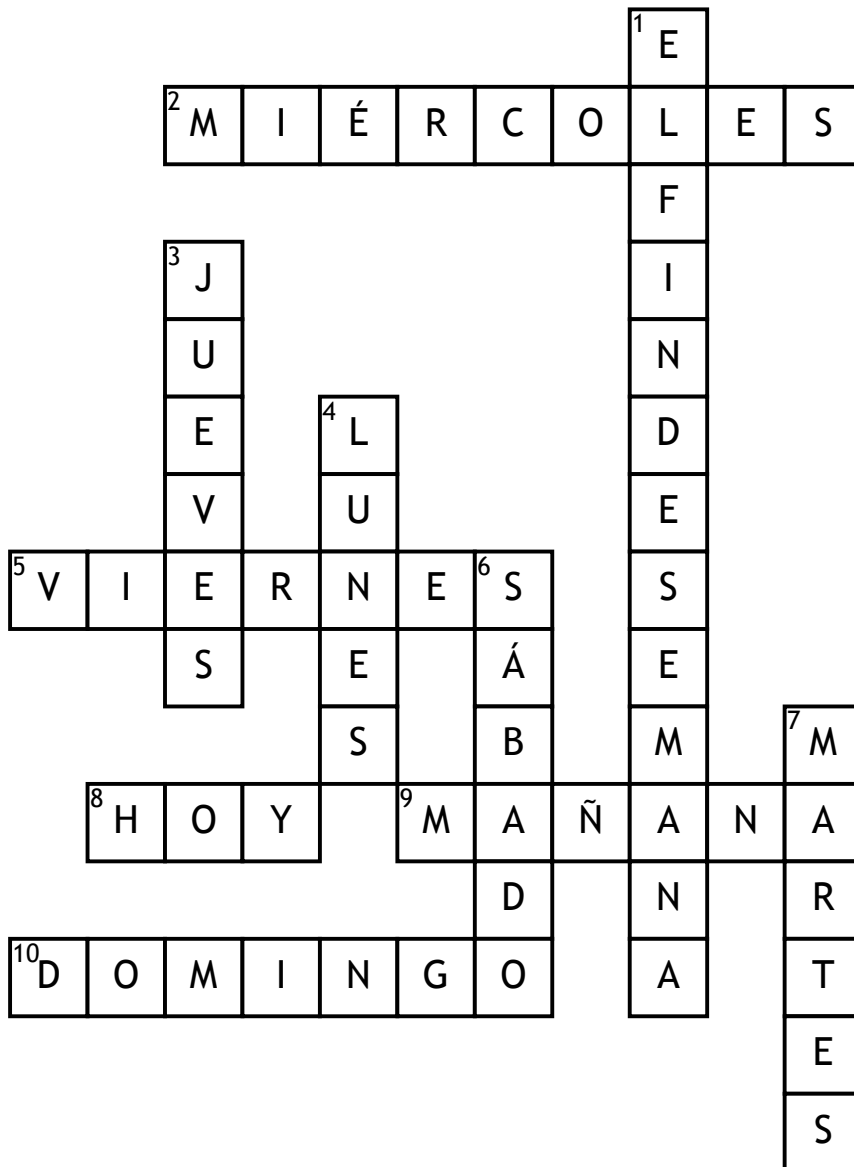 1 E
2 M I É R C O L E S
F
3 J I
U N
E 4 L D
V U E
5 V I E R N E 6 S S
S E Á E
S B M 7 M
8 H O Y 9 M A Ñ A N A
D N R
10 D O M I N G O A T
E
S